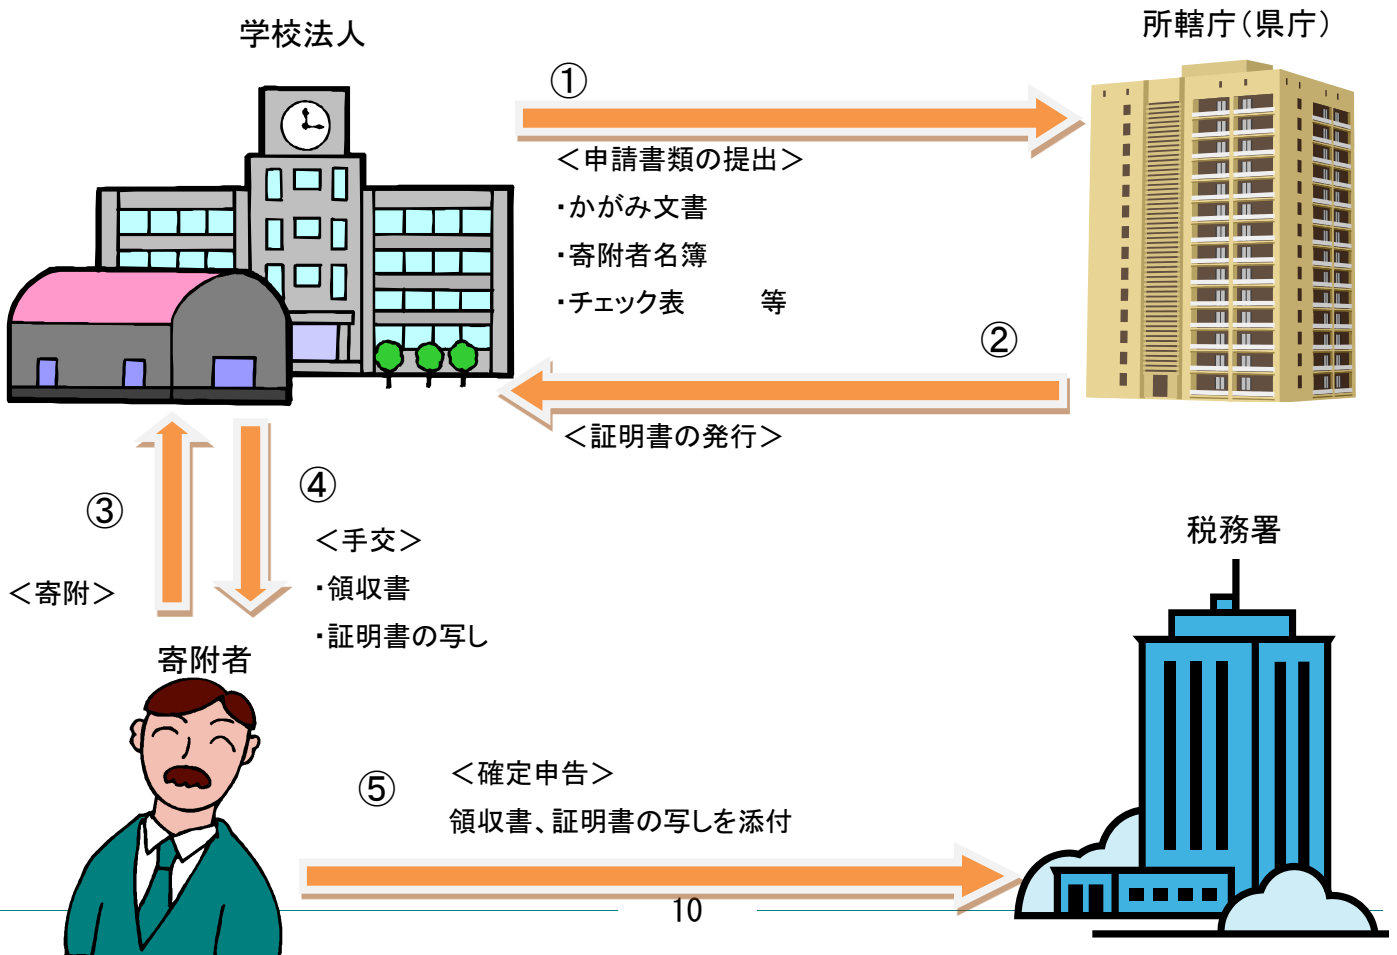 学校法人
所轄庁（県庁）
①
＜申請書類の提出＞
・かがみ文書
・寄附者名簿
・チェック表　　　等
②
＜証明書の発行＞
③
＜寄附＞
④
＜手交＞
・領収書
・証明書の写し
税務署
寄附者
⑤
＜確定申告＞
領収書、証明書の写しを添付
10